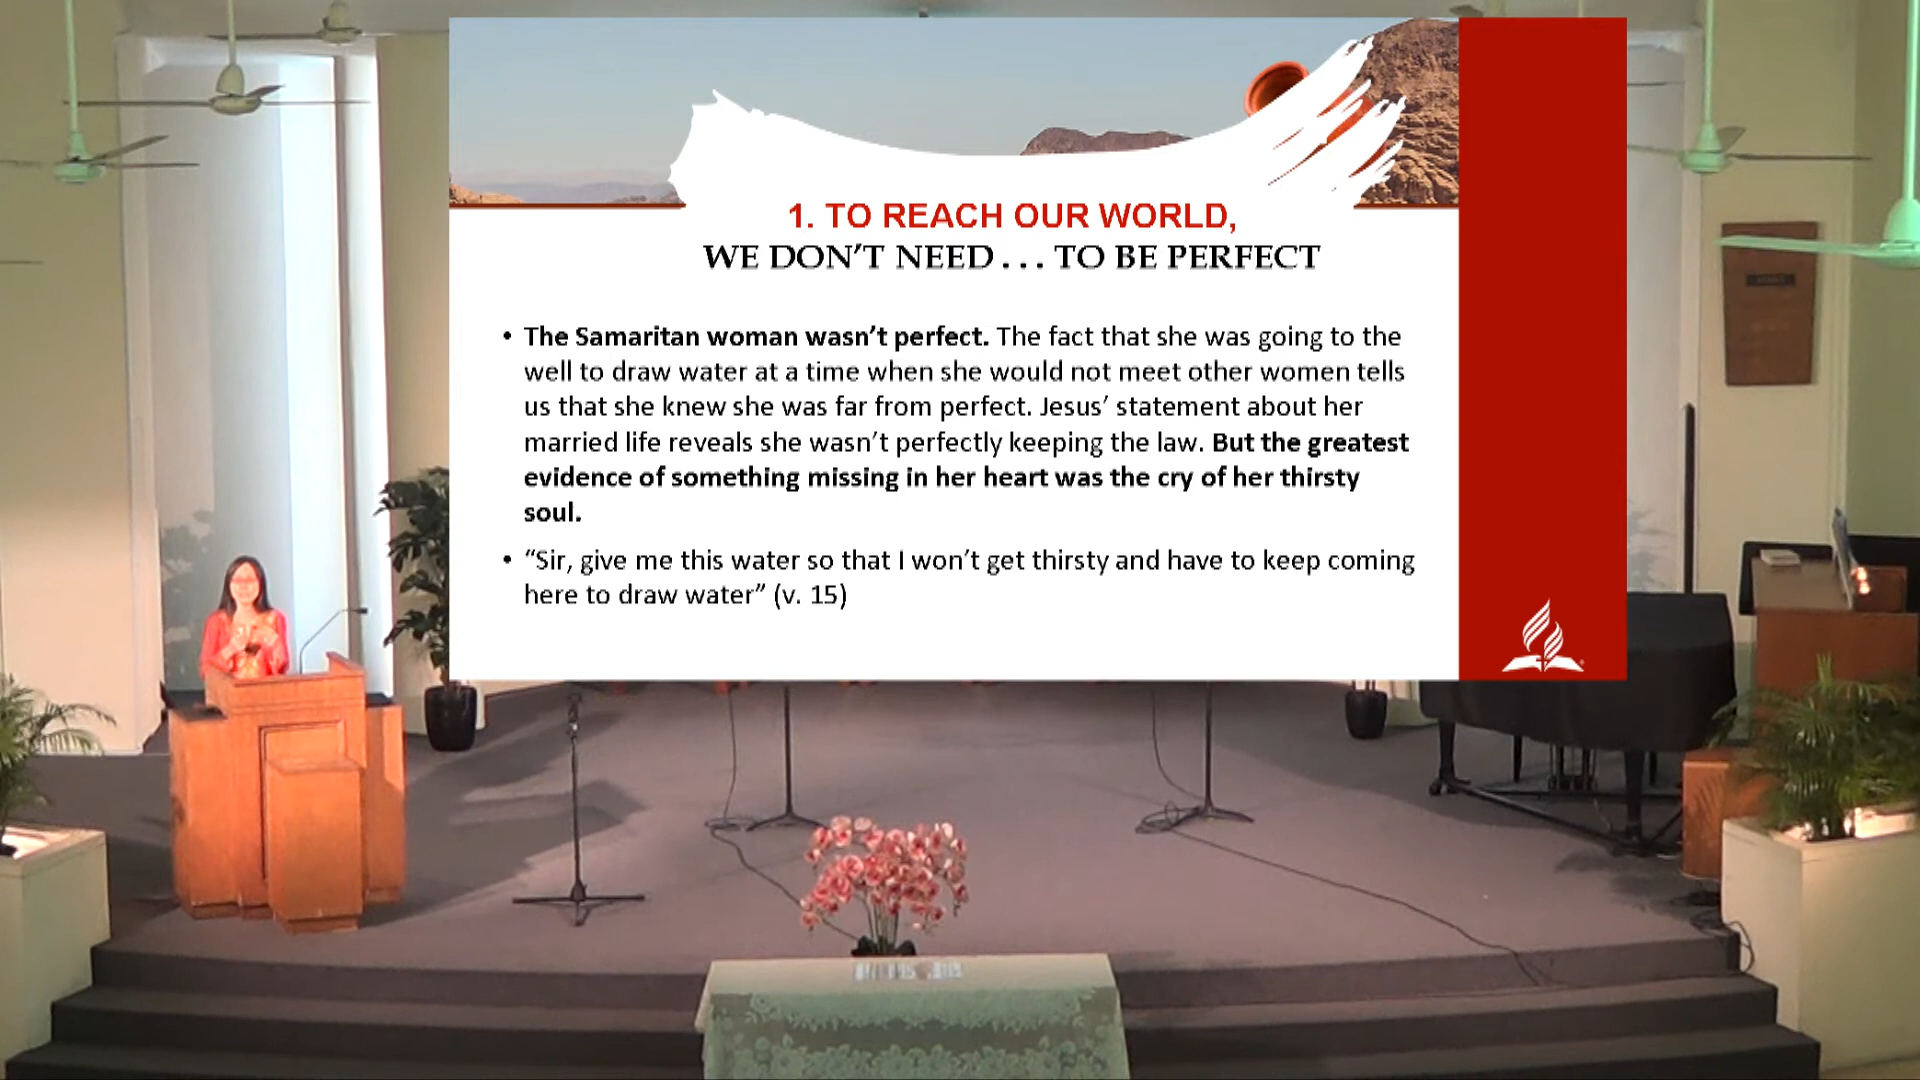 1. TO REACH OUR WORLD,
WE DON'T NEED . . . TO BE PERFECT
• The Samaritan woman wasn't perfect. The fact that she was going to the
well to draw water at a time when she would not meet other women tells
us that she knew she was far from perfect. Jesus' statement about her
married life reveals she wasn't perfectly keeping the law. But the greatest
evidence of something missing in her heart was the cry of her thirsty
soul.
• "Sir, give me this water so that I won't get thirsty and have to keep coming
here to draw water" (v. 15)